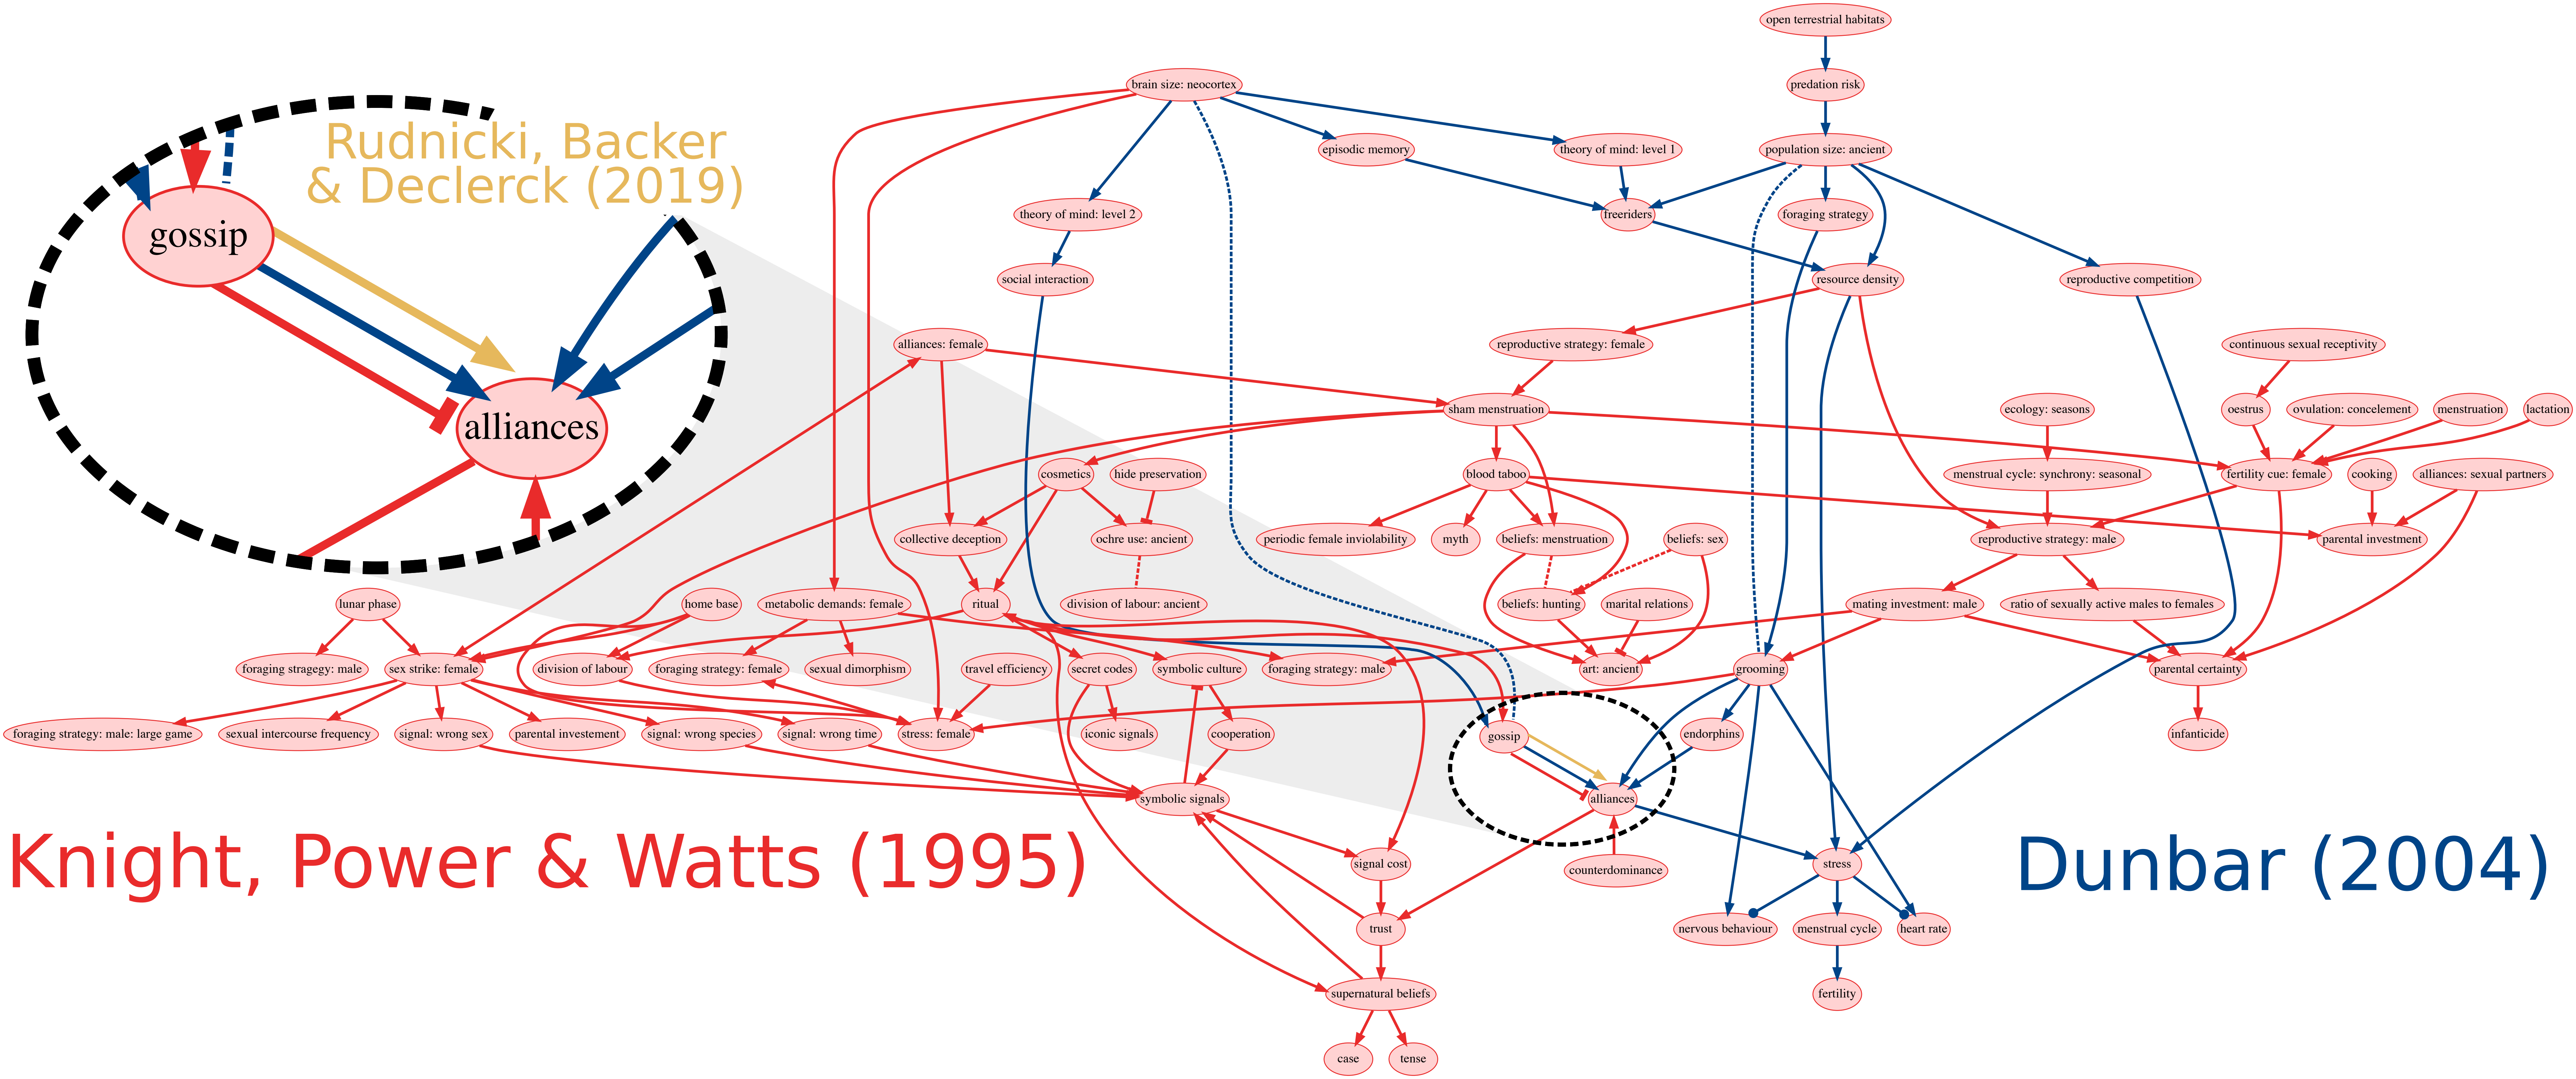 open terrestrial habitats
brain size: neocortex
predation risk
Rudnicki, Backer
& Declerck (2019)
episodic memory
theory of mind: level 1
population size: ancient
gossip
theory of mind: level 2
freeriders
foraging strategy
social interaction
resource density
reproductive competition
alliances: female
reproductive strategy: female
continuous sexual receptivity
alliances
sham menstruation
ecology: seasons
oestrus
ovulation: concelement
menstruation
lactation
cosmetics
hide preservation
blood taboo
menstrual cycle: synchrony: seasonal
fertility cue: female
cooking
alliances: sexual partners
collective deception
ochre use: ancient
periodic female inviolability
myth
beliefs: menstruation
beliefs: sex
reproductive strategy: male
parental investment
lunar phase
home base
metabolic demands: female
ritual
division of labour: ancient
beliefs: hunting
marital relations
mating investment: male
ratio of sexually active males to females
foraging stragegy: male
sex strike: female
division of labour
foraging strategy: female
sexual dimorphism
travel efficiency
secret codes
symbolic culture
foraging strategy: male
art: ancient
grooming
parental certainty
foraging strategy: male: large game
sexual intercourse frequency
signal: wrong sex
parental investement
signal: wrong species
signal: wrong time
stress: female
iconic signals
cooperation
gossip
endorphins
infanticide
symbolic signals
alliances
Knight, Power & Watts (1995)
signal cost
counterdominance
stress
Dunbar (2004)
trust
nervous behaviour
menstrual cycle
heart rate
supernatural beliefs
fertility
case
tense